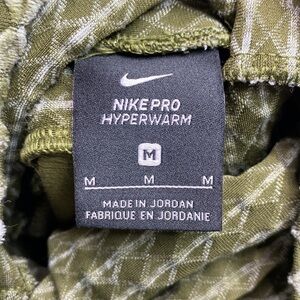 NIKE PRO
HYPERWARM
M
M M M
MADE IN JORDAN
FABRIQUE EN JORDANIE